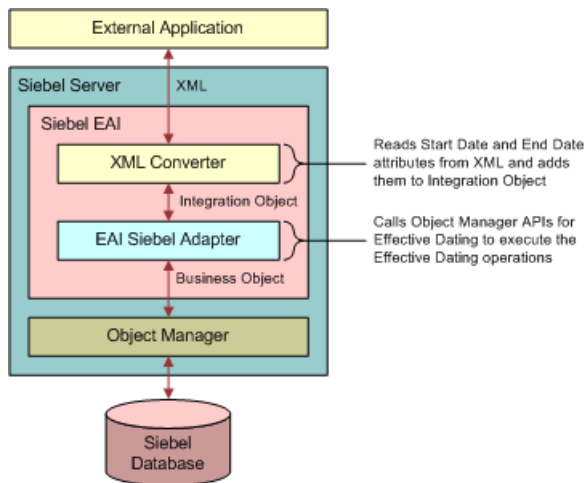 External Application
Siebel Server
XML
Siebel EAI
XML Converter
Reads Start Date and End Date
attributes from XML and adds
them to Integration Object
Integration Object
EAI Siebel Adapter
Calls Object Manager APIs for
Effective Dating to execute the
Effective Dating operations
Business Object
Object Manager
Siebel
Database